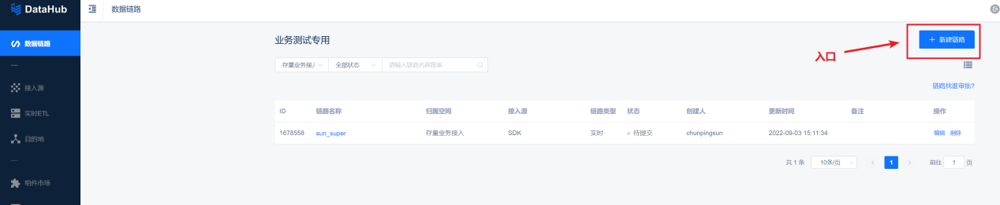 DataHub
数据链路
数据链路
接入源
实时ETL
目的地
组件市场
业务测试专用
+ 新建链路
入口
存量业务接入 全部状态 请输入链路名称搜索
链路找谁审批?
ID 链路名称 归属空间 接入源 链路类型 状态 创建人 更新时间 备注 操作
1678558 sun_super 存量业务接入 SDK 实时 待提交 chunpingsun 2022-09-03 15:11:34 编辑 删除
共 1 条 10条/页 < 1 > 前往 1 页